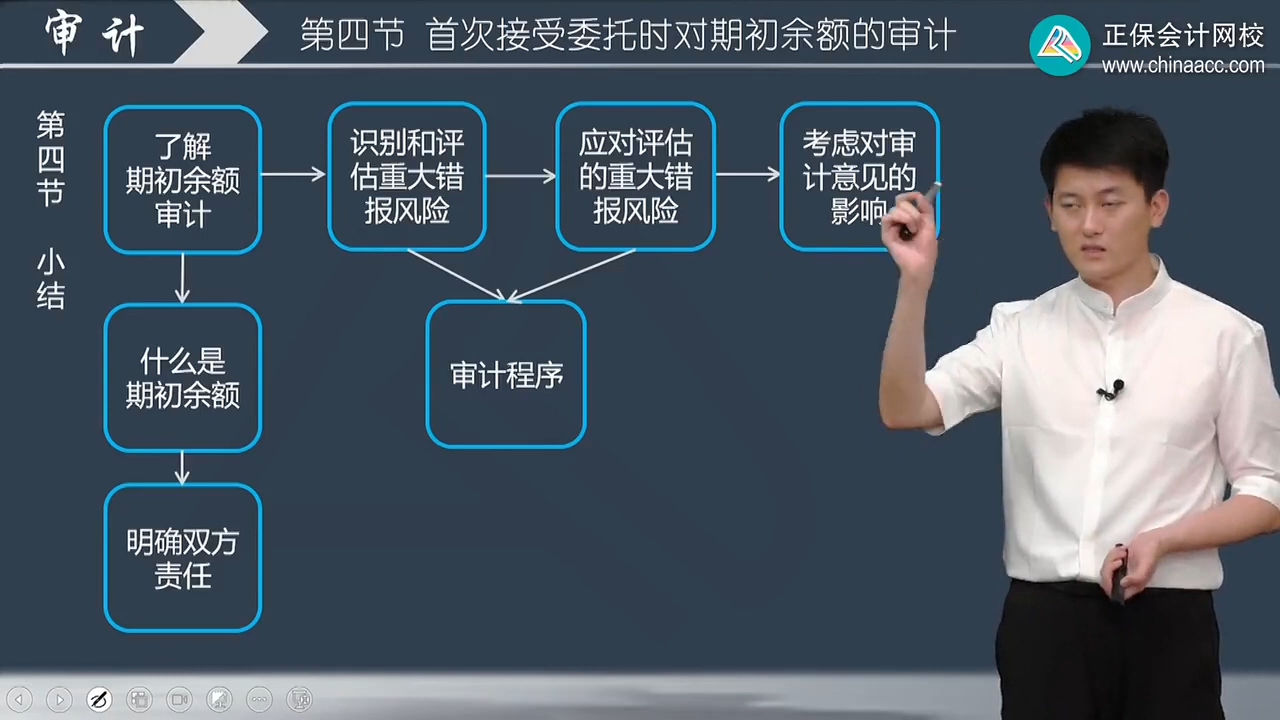 审计
第四节 首次接受委托时对期初余额的审计
正保会计网校
www.chinaacc.com
第四节 小结
了解
期初余额
审计
识别和评
估重大错
报风险
应对评估
的重大错
报风险
考虑对审
计意见的
影响
什么是
期初余额
审计程序
明确双方
责任